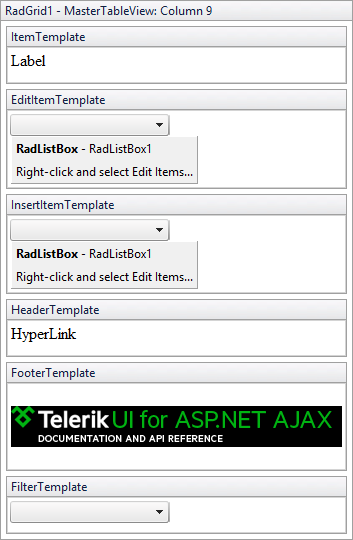 RadGrid1 - MasterTableView: Column 9
ItemTemplate
Label
EditItemTemplate
RadListBox - RadListBox1
Right-click and select Edit Items...
InsertItemTemplate
RadListBox - RadListBox1
Right-click and select Edit Items...
HeaderTemplate
HyperLink
FooterTemplate
Telerik UI for ASP.NET AJAX
DOCUMENTATION AND API REFERENCE
FilterTemplate